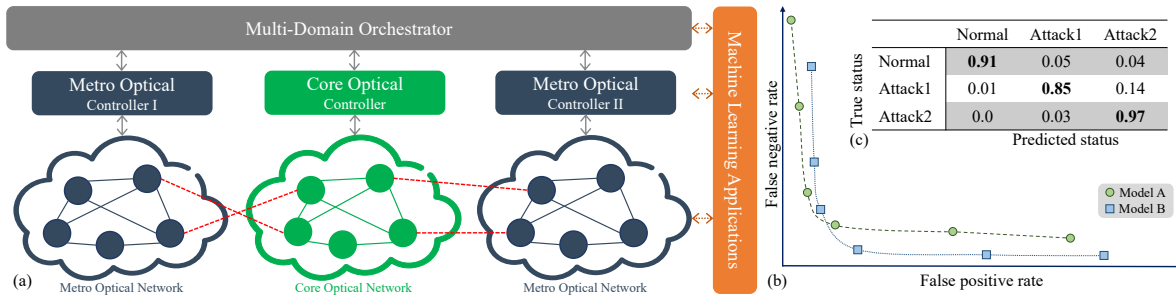 Multi-Domain Orchestrator
Metro Optical
Controller I
Core Optical
Controller
Metro Optical
Controller II
Machine Learning Applications
(a)
Metro Optical Network
Core Optical Network
Metro Optical Network
False negative rate
(b)
False positive rate
Model A
Model B
Normal Attack1 Attack2
Normal 0.91 0.05 0.04
Attack1 0.01 0.85 0.14
Attack2 0.0 0.03 0.97
True status
(c)
Predicted status